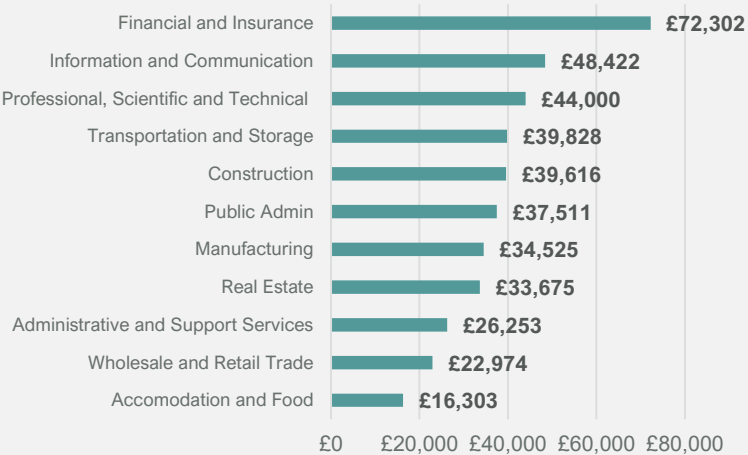 Financial and Insurance £72,302
Information and Communication £48,422
Professional, Scientific and Technical £44,000
Transportation and Storage £39,828
Construction £39,616
Public Admin £37,511
Manufacturing £34,525
Real Estate £33,675
Administrative and Support Services £26,253
Wholesale and Retail Trade £22,974
Accomodation and Food £16,303
£0 £20,000 £40,000 £60,000 £80,000